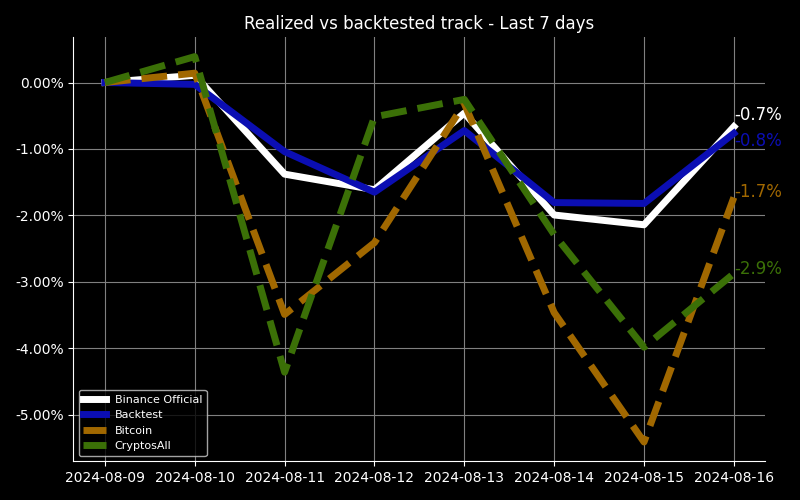 Realized vs backtested track - Last 7 days
0.00%
-1.00%
-2.00%
-3.00%
-4.00%
-5.00%
-0.7%
-0.8%
-1.7%
-2.9%
Binance Official
Backtest
Bitcoin
CryptosAll
2024-08-09 2024-08-10 2024-08-11 2024-08-12 2024-08-13 2024-08-14 2024-08-15 2024-08-16